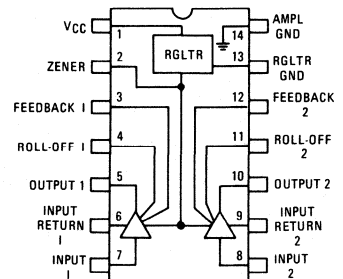 VCC
1
ZENER
2
FEEDBACK 1
3
ROLL-OFF 1
4
OUTPUT 1
5
INPUT
RETURN
1
6
INPUT
1
7
RGLTR
AMPL
GND
14
RGLTR
GND
13
FEEDBACK
2
12
ROLL-OFF
2
11
OUTPUT 2
10
INPUT
RETURN
2
9
INPUT
2
8